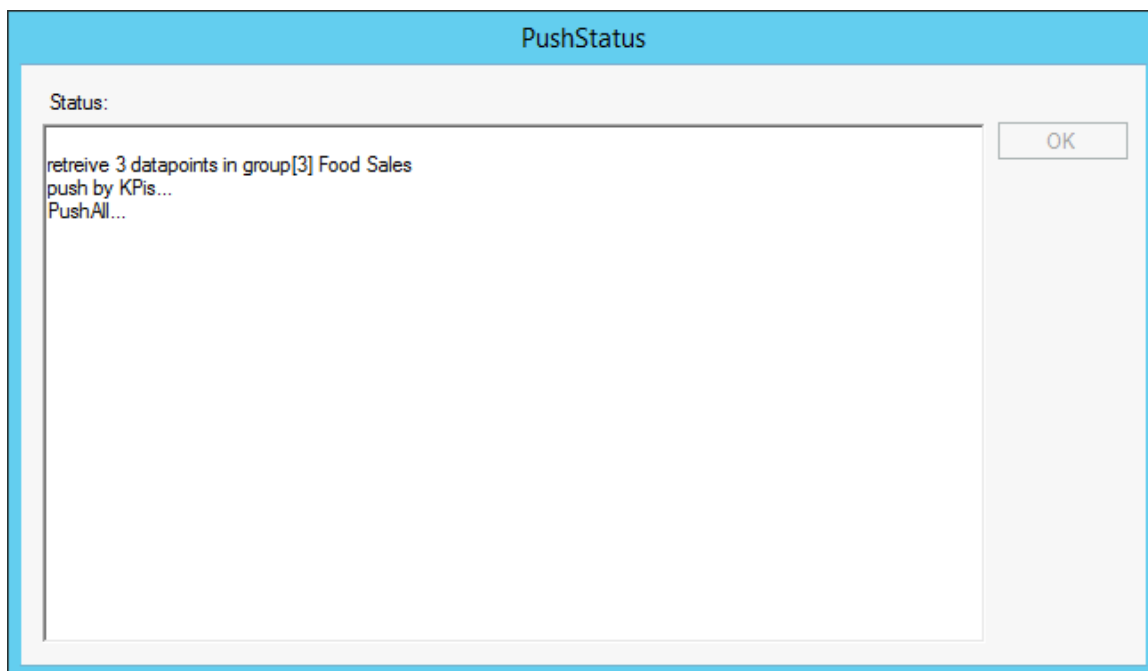 PushStatus
Status:
OK
retreive 3 datapoints in group[3] Food Sales
push by KPis...
PushAll...